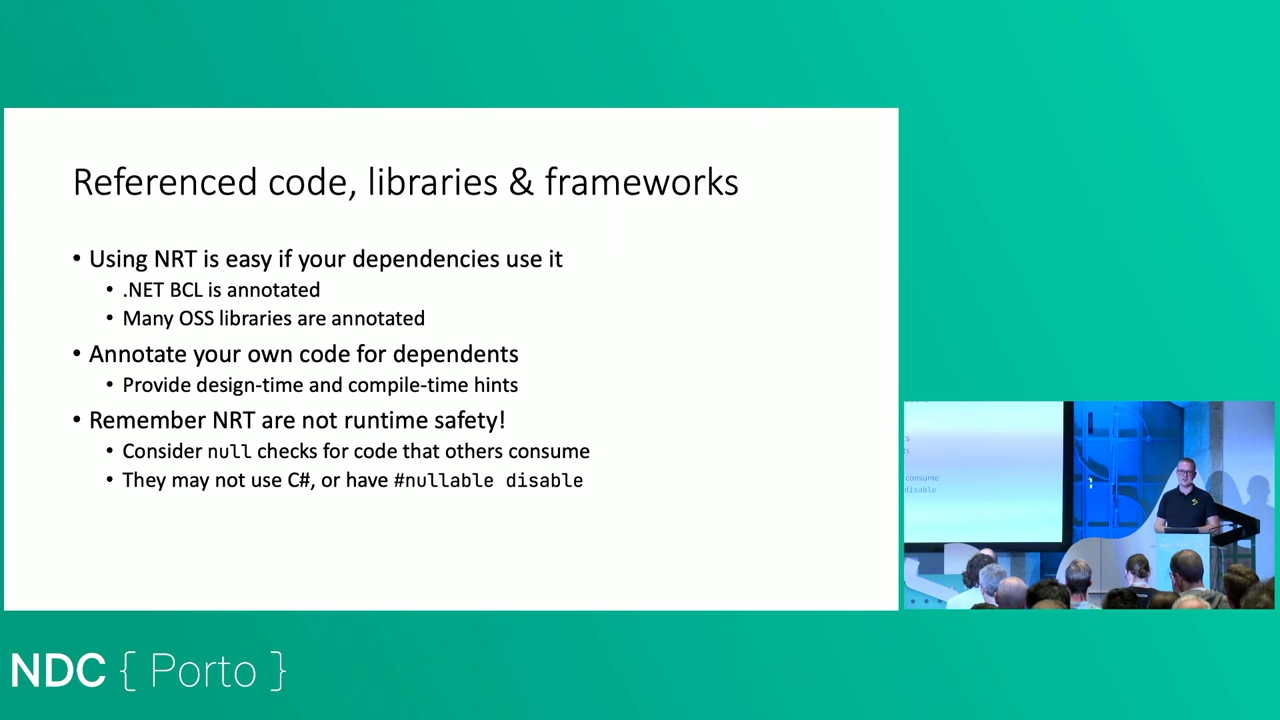 Referenced code, libraries & frameworks
• Using NRT is easy if your dependencies use it
• .NET BCL is annotated
• Many OSS libraries are annotated
• Annotate your own code for dependents
• Provide design-time and compile-time hints
• Remember NRT are not runtime safety!
• Consider null checks for code that others consume
• They may not use C#, or have #nullable disable
consume
disable
NDC { Porto }